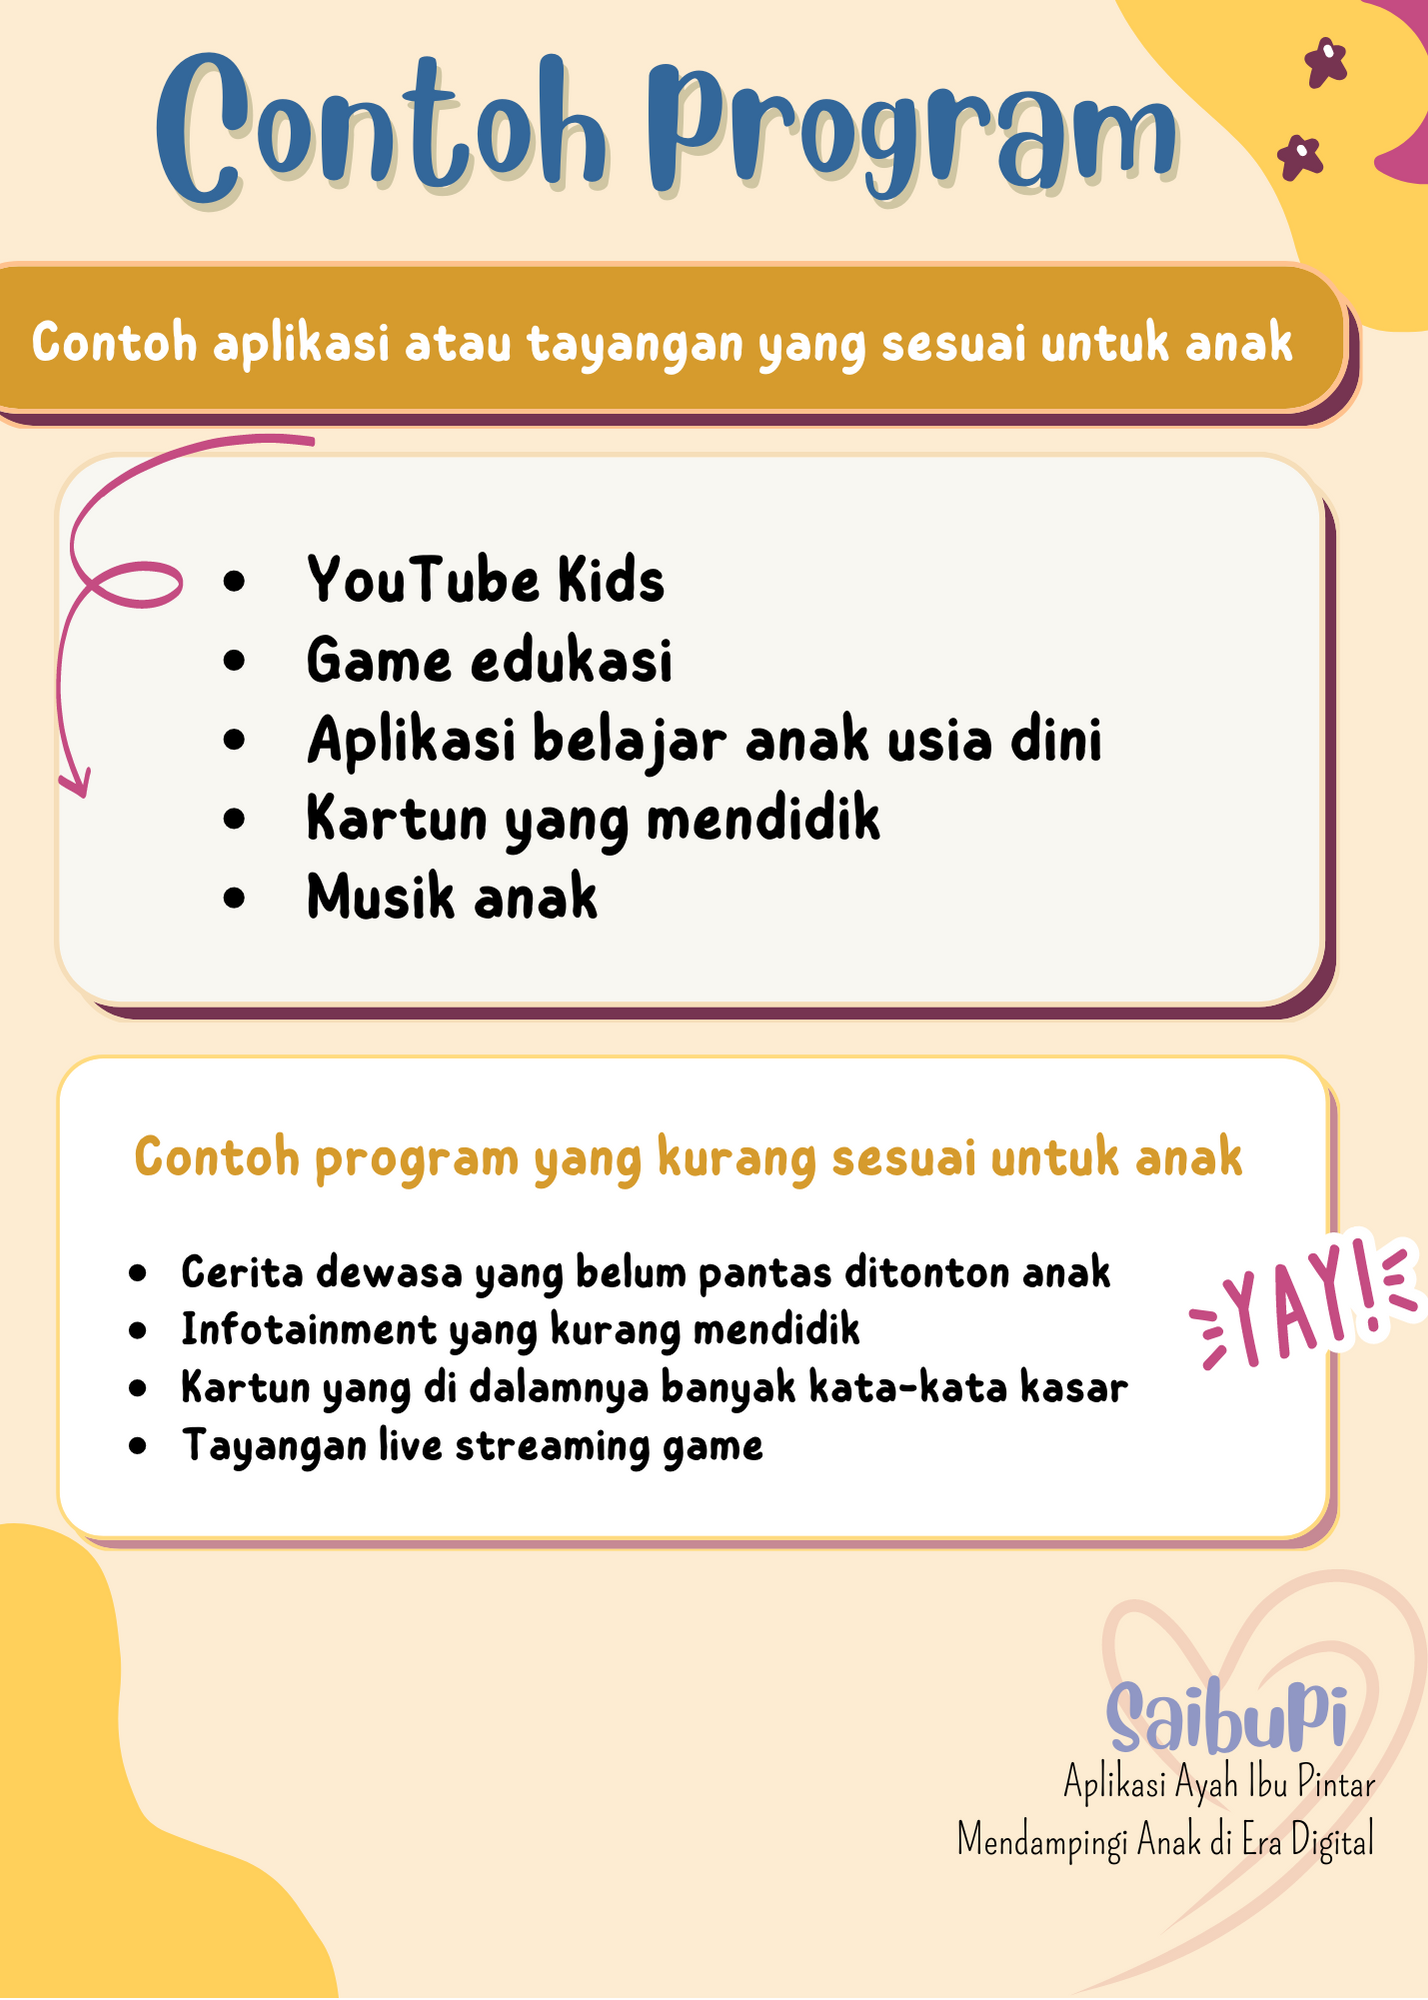 Contoh Program
Contoh aplikasi atau tayangan yang sesuai untuk anak
• YouTube Kids
• Game edukasi
• Aplikasi belajar anak usia dini
• Kartun yang mendidik
• Musik anak
Contoh program yang kurang sesuai untuk anak
• Cerita dewasa yang belum pantas ditonton anak
• Infotainment yang kurang mendidik
• Kartun yang di dalamnya banyak kata-kata kasar
• Tayangan live streaming game
YAY!
SaibuPi
Aplikasi Ayah Ibu Pintar
Mendampingi Anak di Era Digital